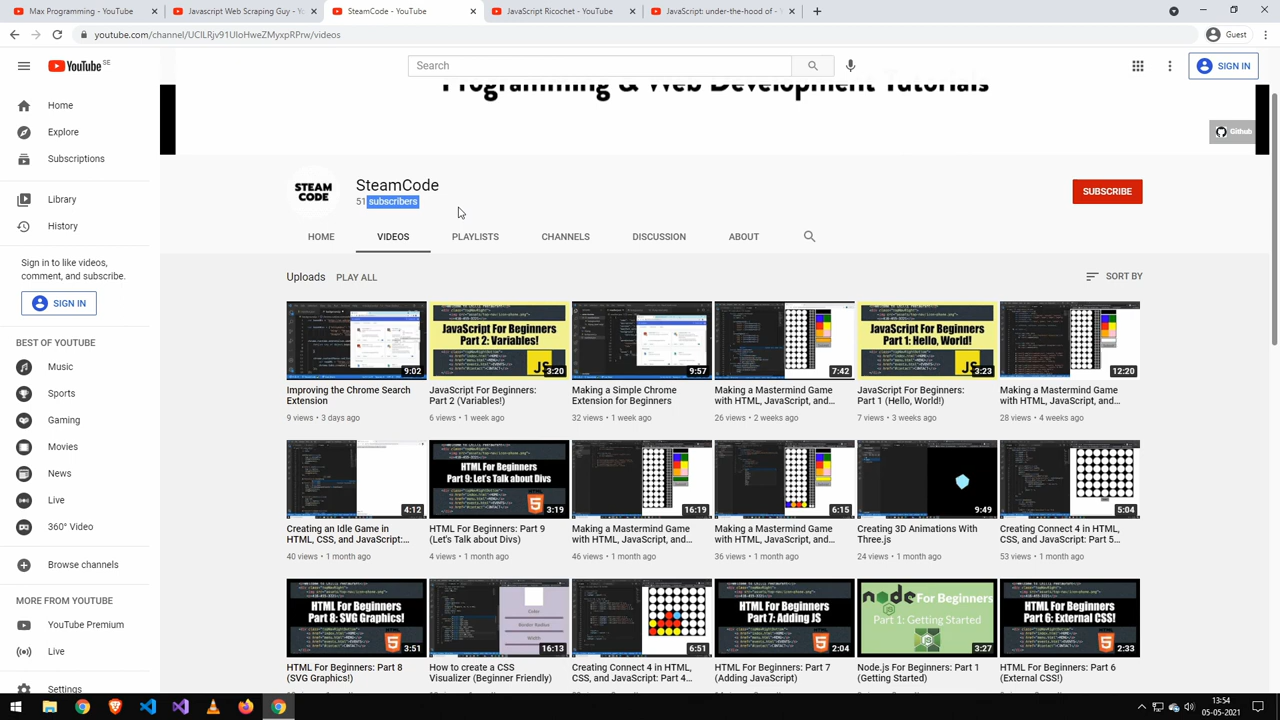 Max Programming - YouTube
Javascript Web Scraping Guy - Y
SteamCode - YouTube
JavaScript Ricochet - YouTube
JavaScript: under-the-hood of -
youtube.com/channel/UCILRjv91UIoHweZMyxpRPrw/videos
Guest
YouTube SE
Search
SIGN IN
Programming & Web Development Tutorials
Github
Home
Explore
Subscriptions
Library
History
Sign in to like videos,
comment, and subscribe.
SIGN IN
BEST OF YOUTUBE
Music
Sports
Gaming
Movies
News
Live
360° Video
Browse channels
MORE FROM YOUTUBE
YouTube Premium
Live
Settings
STEAM
CODE
SteamCode
51 subscribers
SUBSCRIBE
HOME VIDEOS PLAYLISTS CHANNELS DISCUSSION ABOUT
Uploads PLAY ALL
SORT BY
9:02
JavaScript For Beginners
Part 2: Variables!
JS
3:20
9:57
7:42
JavaScript For Beginners
Part 1: Hello, World!
JS
3:23
12:20
Improving the Chrome Search
Extension
9 views • 3 days ago
JavaScript For Beginners:
Part 2 (Variables!)
6 views • 1 week ago
Making a Simple Chrome
Extension for Beginners
32 views • 1 week ago
Making a Mastermind Game
with HTML, JavaScript, and...
26 views • 2 weeks ago
JavaScript For Beginners:
Part 1 (Hello, World!)
7 views • 3 weeks ago
Making a Mastermind Game
with HTML, JavaScript, and...
28 views • 4 weeks ago
4:12
HTML For Beginners
Part 9: Let's Talk about Divs
3:19
16:19
6:15
9:49
5:04
Creating an Idle Game in
HTML, CSS, and JavaScript:...
40 views • 1 month ago
HTML For Beginners: Part 9
(Let's Talk about Divs)
4 views • 1 month ago
Making a Mastermind Game
with HTML, JavaScript, and...
46 views • 1 month ago
Making a Mastermind Game
with HTML, JavaScript, and...
36 views • 1 month ago
Creating 3D Animations With
Three.js
24 views • 1 month ago
Creating Connect 4 in HTML,
CSS, and JavaScript: Part 5...
53 views • 1 month ago
HTML For Beginners
Part 8: SVG Graphics!
3:51
Color
Border Radius
Width
16:13
6:51
HTML For Beginners
Part 7: Adding JS
2:04
node For Beginners
Part 1: Getting Started
3:27
HTML For Beginners
Part 6: External CSS!
2:33
HTML For Beginners: Part 8
(SVG Graphics!)
How to create a CSS
Visualizer (Beginner Friendly)
Creating Connect 4 in HTML,
CSS, and JavaScript: Part 4...
HTML For Beginners: Part 7
(Adding JavaScript)
Node.js For Beginners: Part 1
(Getting Started)
HTML For Beginners: Part 6
(External CSS!)
13:54
05-05-2021